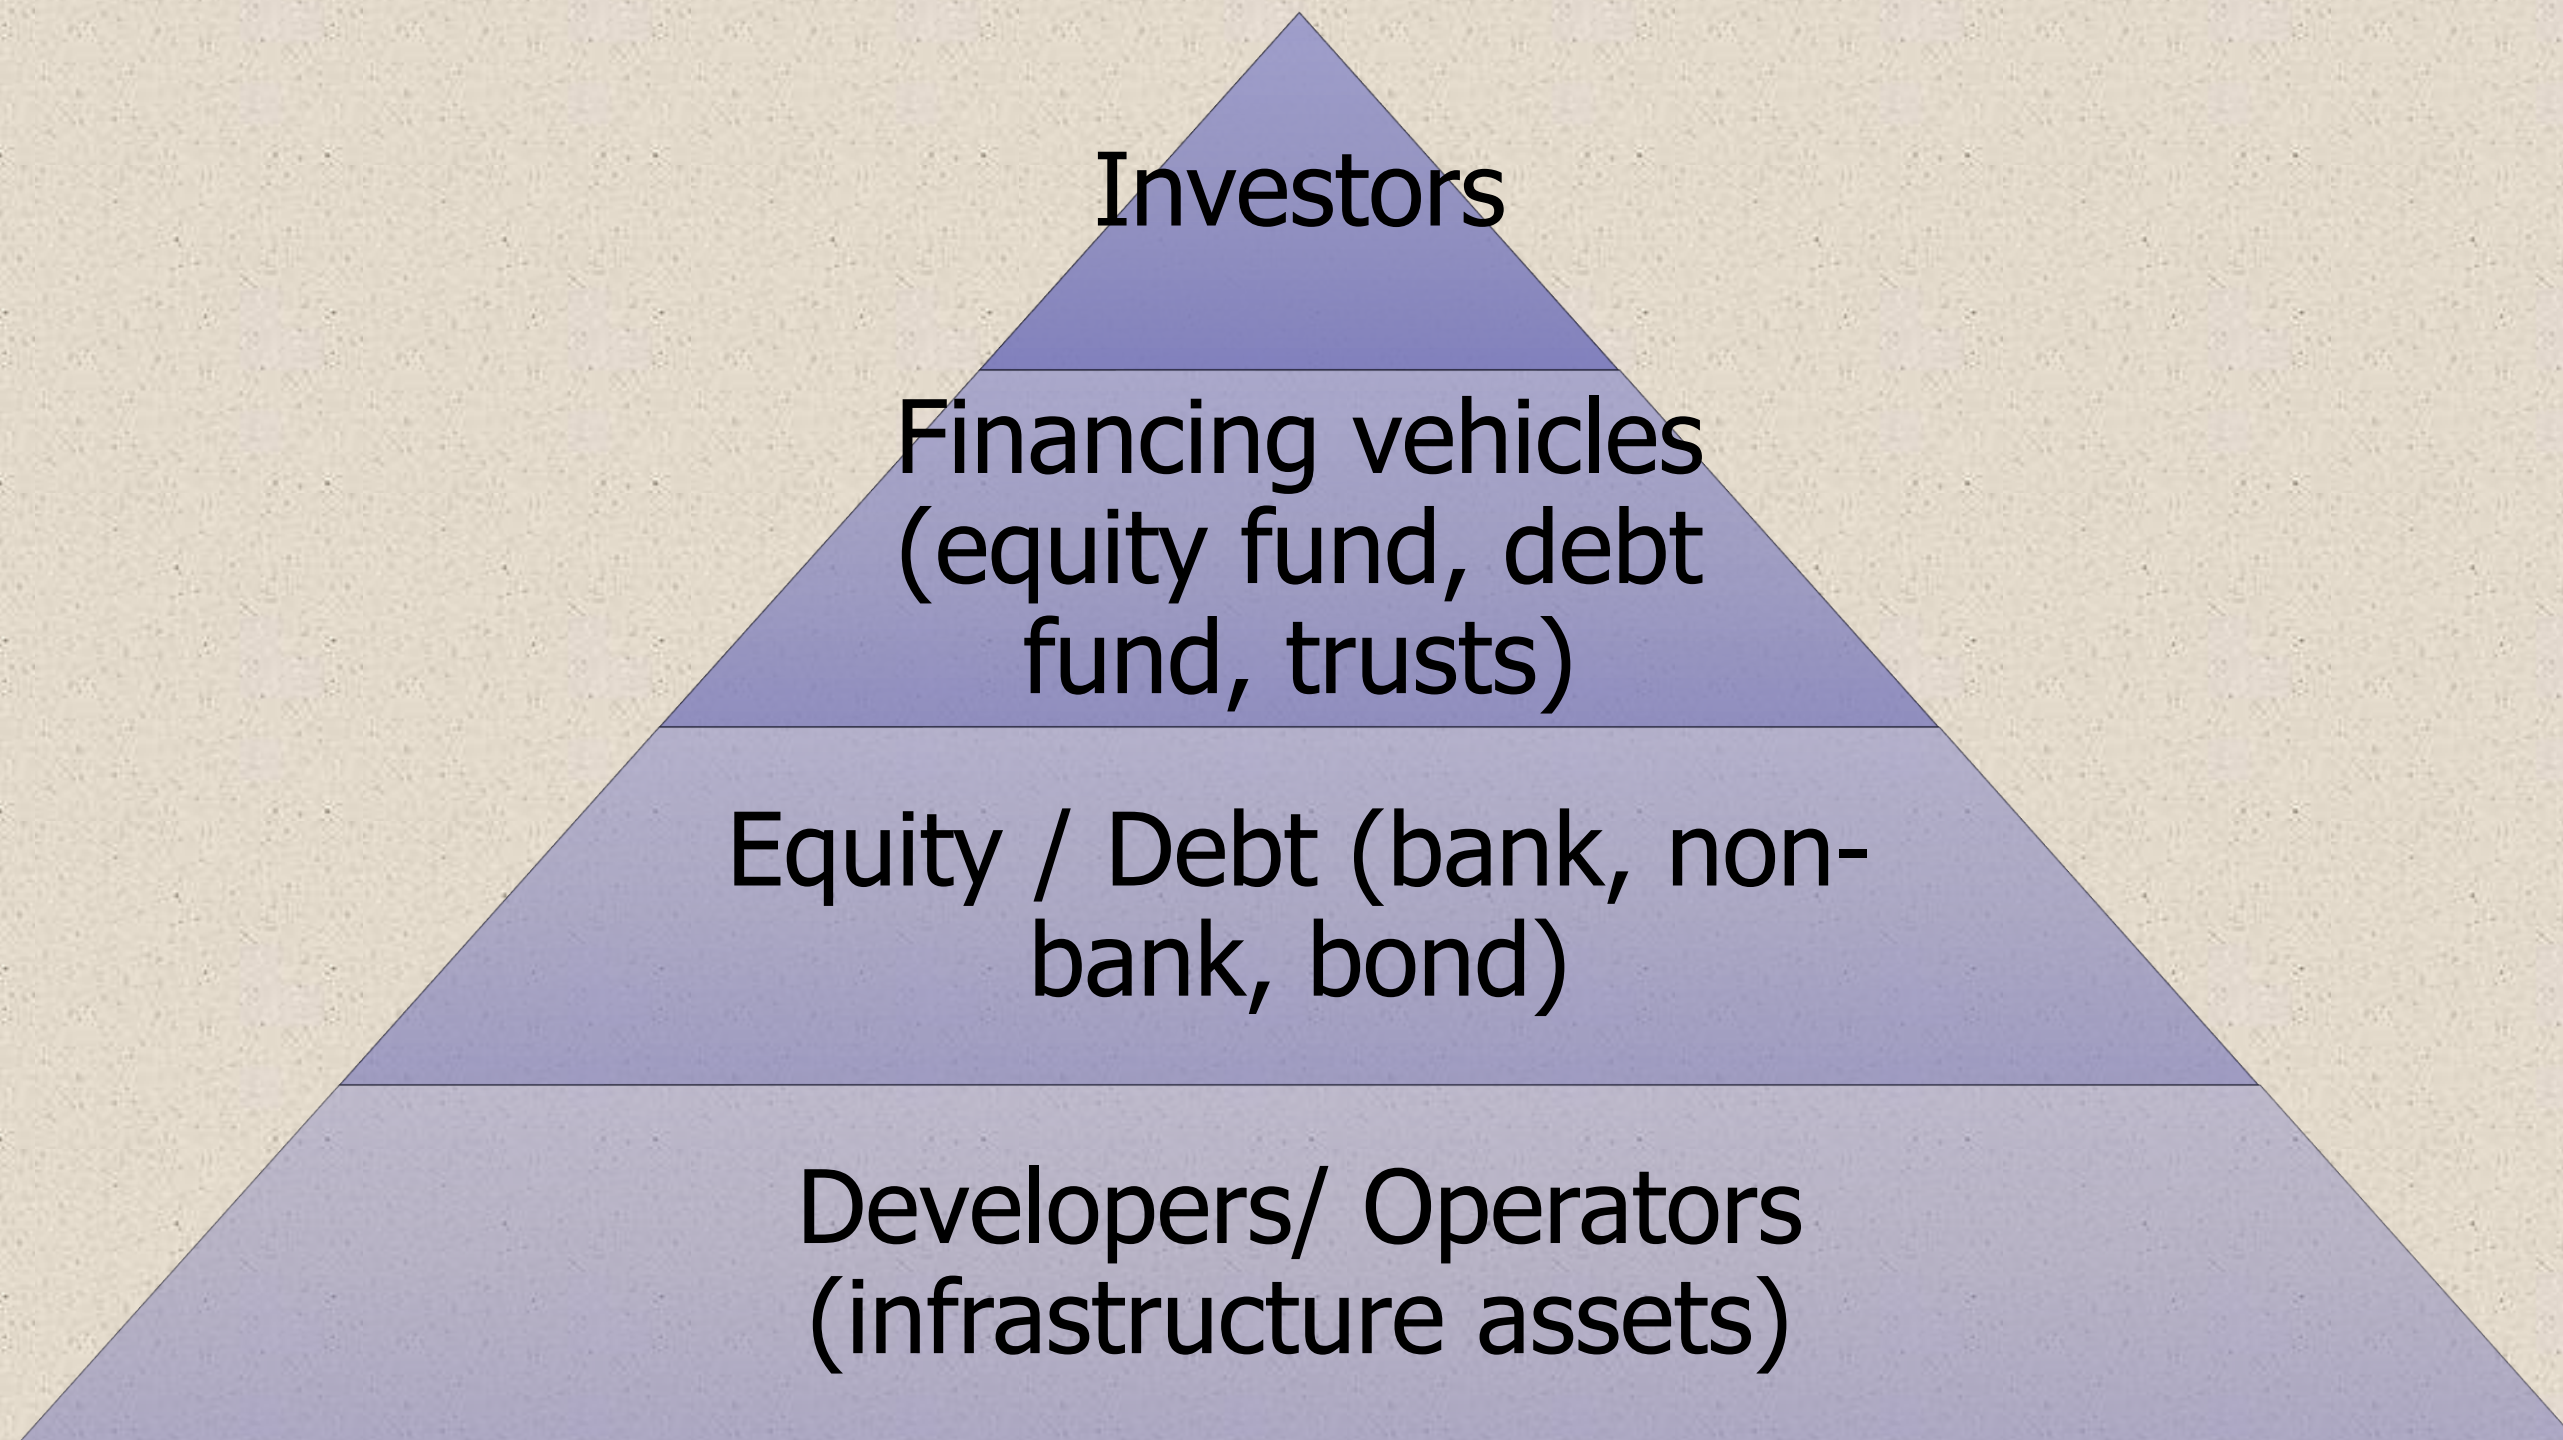 Investors
Financing vehicles
(equity fund, debt
fund, trusts)
Equity / Debt (bank, non-
bank, bond)
Developers/ Operators
(infrastructure assets)